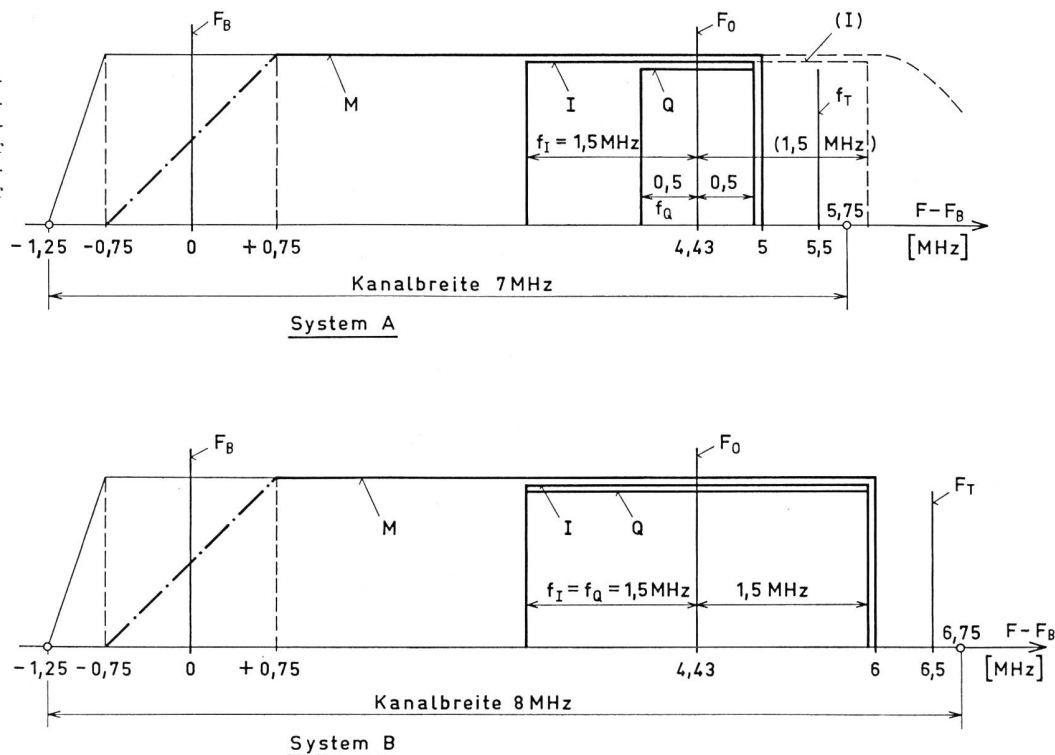 F_B
F_0
(I)
M
I
Q
f_T
f_I = 1,5 MHz
(1,5 MHz)
0,5
0,5
f_Q
5,75
F–F_B
−1,25
−0,75
0
+0,75
4,43
5
5,5
[MHz]
Kanalbreite 7 MHz
System A
F_B
F_0
F_T
M
I
Q
f_I = f_Q = 1,5 MHz
1,5 MHz
6,75
F–F_B
−1,25
−0,75
0
+0,75
4,43
6
6,5
[MHz]
Kanalbreite 8 MHz
System B